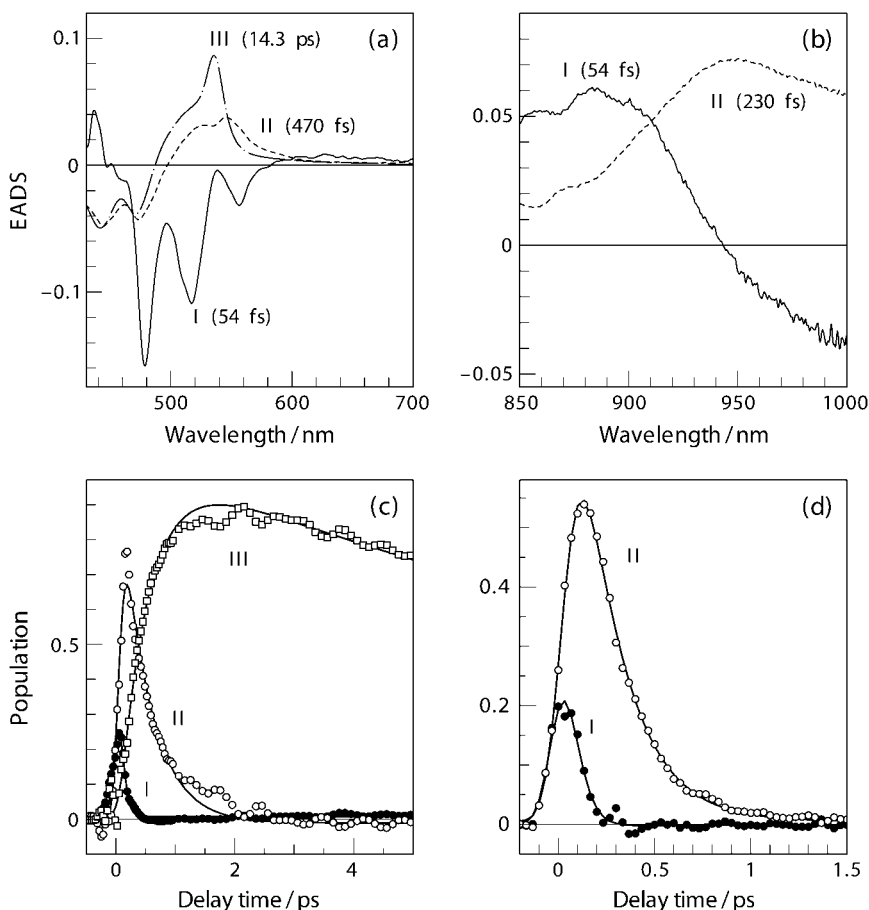 0.1
0
−0.1
EADS
III (14.3 ps)
(a)
II (470 fs)
I (54 fs)
500
600
700
Wavelength / nm
0.05
0
−0.05
(b)
I (54 fs)
II (230 fs)
850
900
950
1000
Wavelength / nm
0.5
0
Population
(c)
III
II
I
0
2
4
Delay time / ps
0.4
0.2
0
(d)
II
I
0
0.5
1
1.5
Delay time / ps